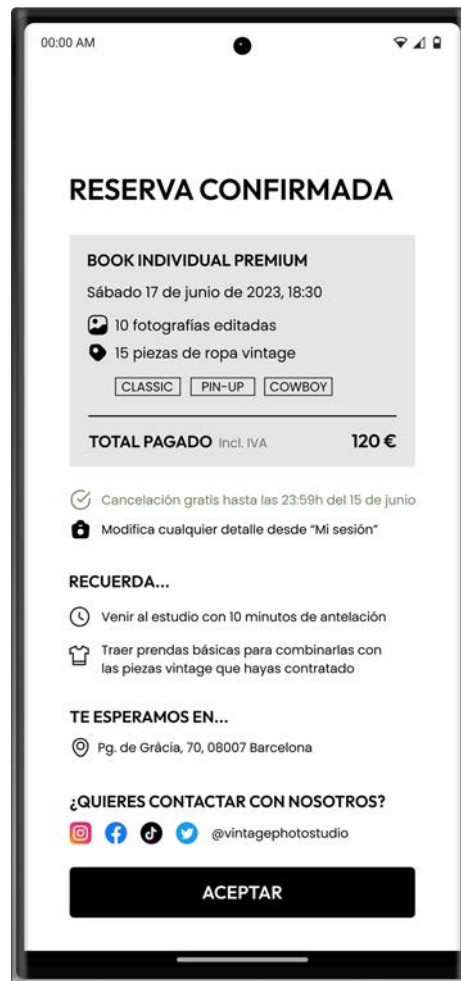 00:00 AM
RESERVA CONFIRMADA
BOOK INDIVIDUAL PREMIUM
Sábado 17 de junio de 2023, 18:30
10 fotografías editadas
15 piezas de ropa vintage
CLASSIC PIN-UP COWBOY
TOTAL PAGADO Incl. IVA 120 €
Cancelación gratis hasta las 23:59h del 15 de junio
Modifica cualquier detalle desde “Mi sesión”
RECUERDA...
Venir al estudio con 10 minutos de antelación
Traer prendas básicas para combinarlas con
las piezas vintage que hayas contratado
TE ESPERAMOS EN...
Pg. de Gràcia, 70, 08007 Barcelona
¿QUIERES CONTACTAR CON NOSOTROS?
@vintagephotostudio
ACEPTAR